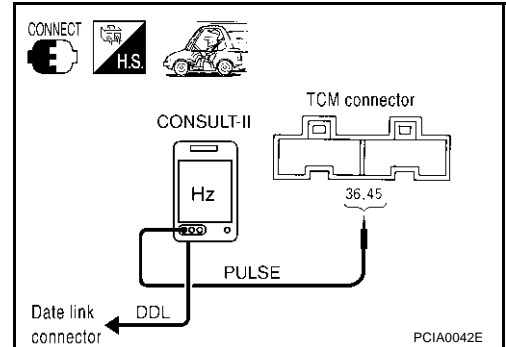 CONNECT
H.S.
TCM connector
CONSULT-II
Hz
36,45
PULSE
Date link
connector
DDL
PCIA0042E